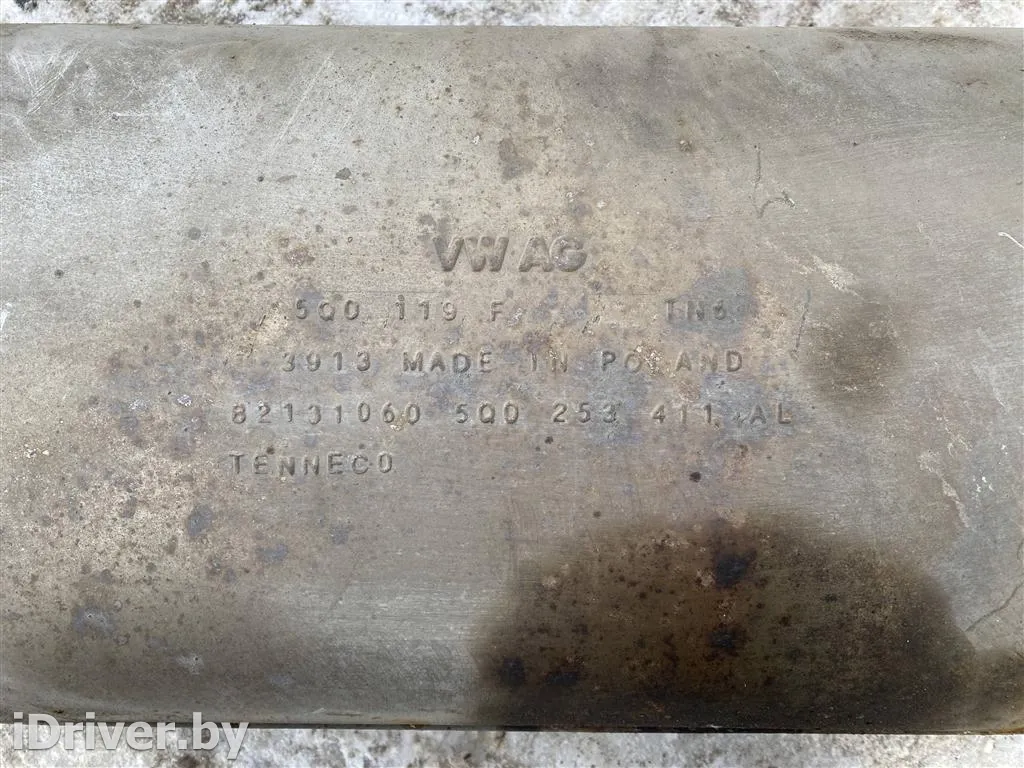 VW AG
5Q0 119 F TN6
3913 MADE IN POLAND
82131060 5Q0 253 411 AL
TENNECO
iDriver.by